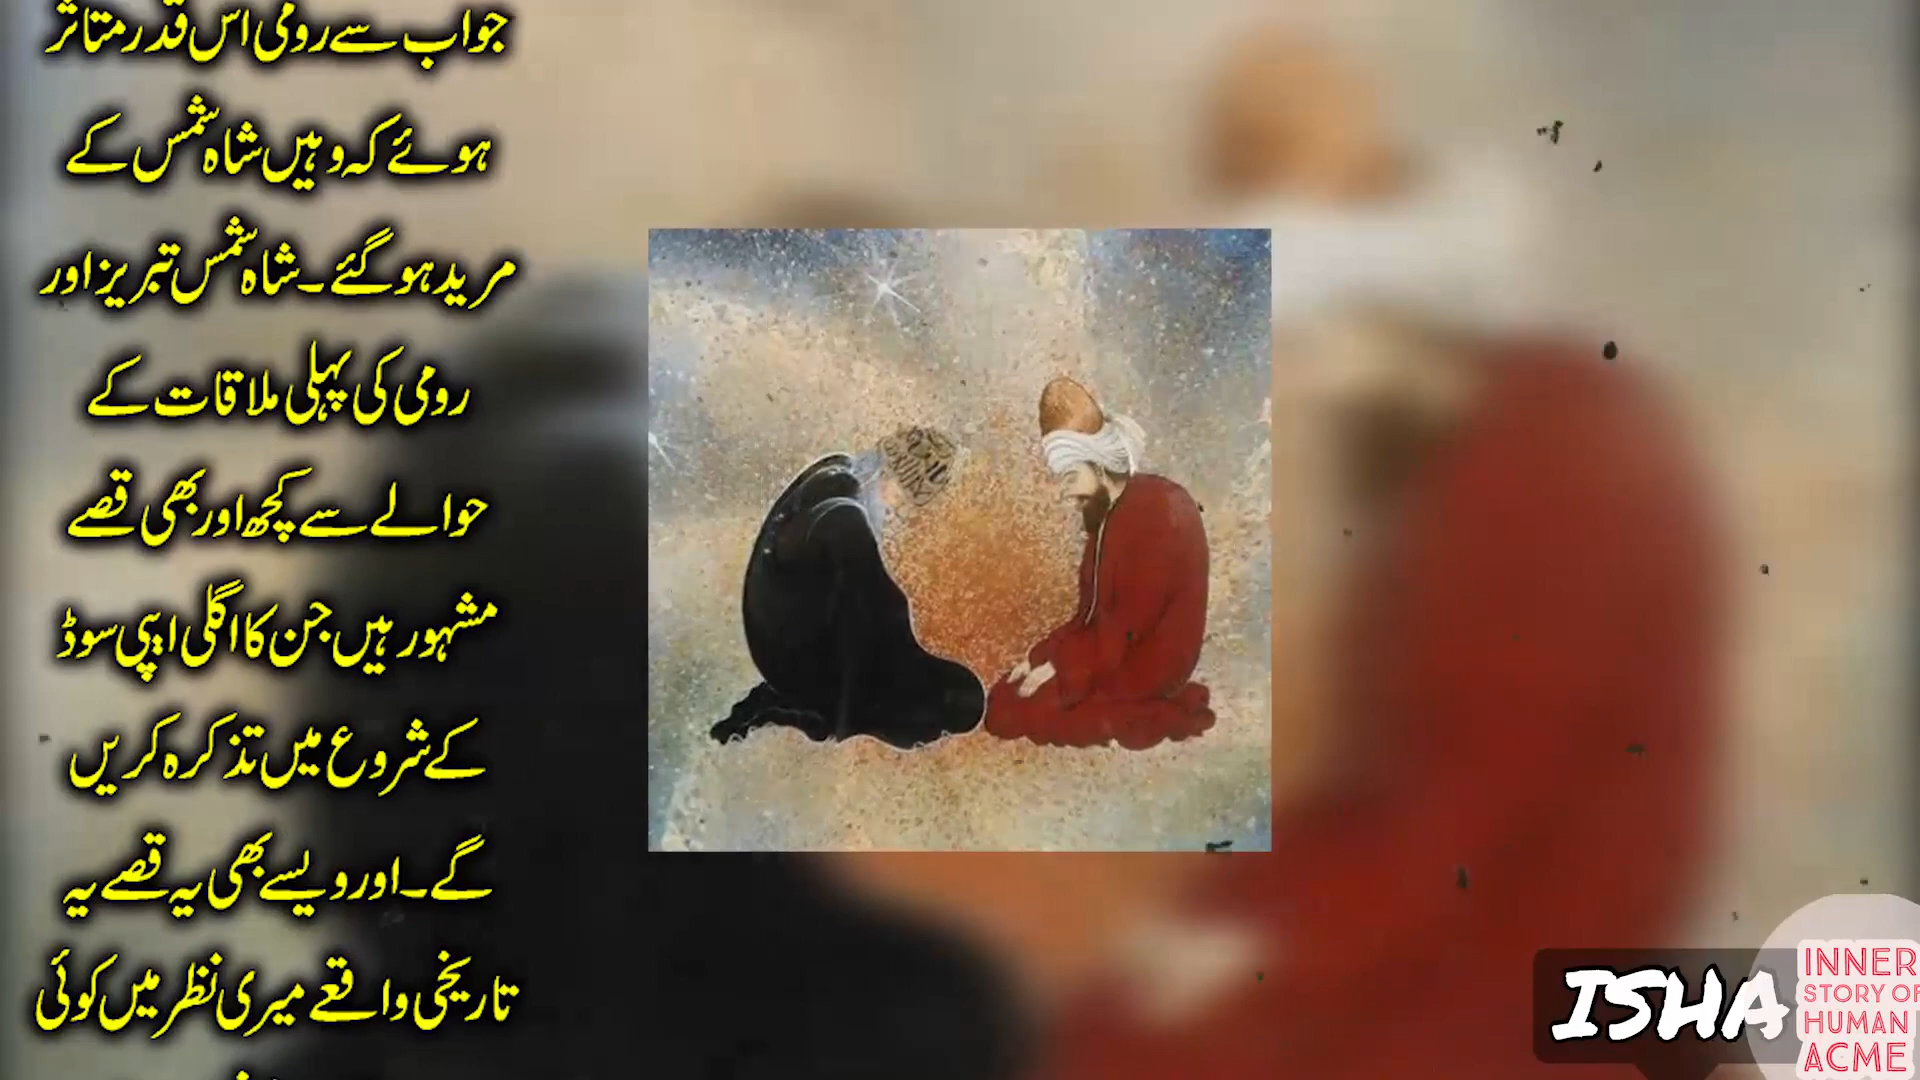 جواب سے رومی اس قدر متاثر
ہوئے کہ وہیں شاہ شمس کے
مرید ہو گئے۔ شاہ شمس تبریز اور
رومی کی پہلی ملاقات کے
حوالے سے کچھ اور بھی قصے
مشہور ہیں جن کا اگلی ایپی سوڈ
کے شروع میں تذکرہ کریں
گے۔ اور ویسے بھی یہ قصے یہ
تاریخی واقعے میری نظر میں کوئی
ISHA
INNER
STORY OF
HUMAN
ACME